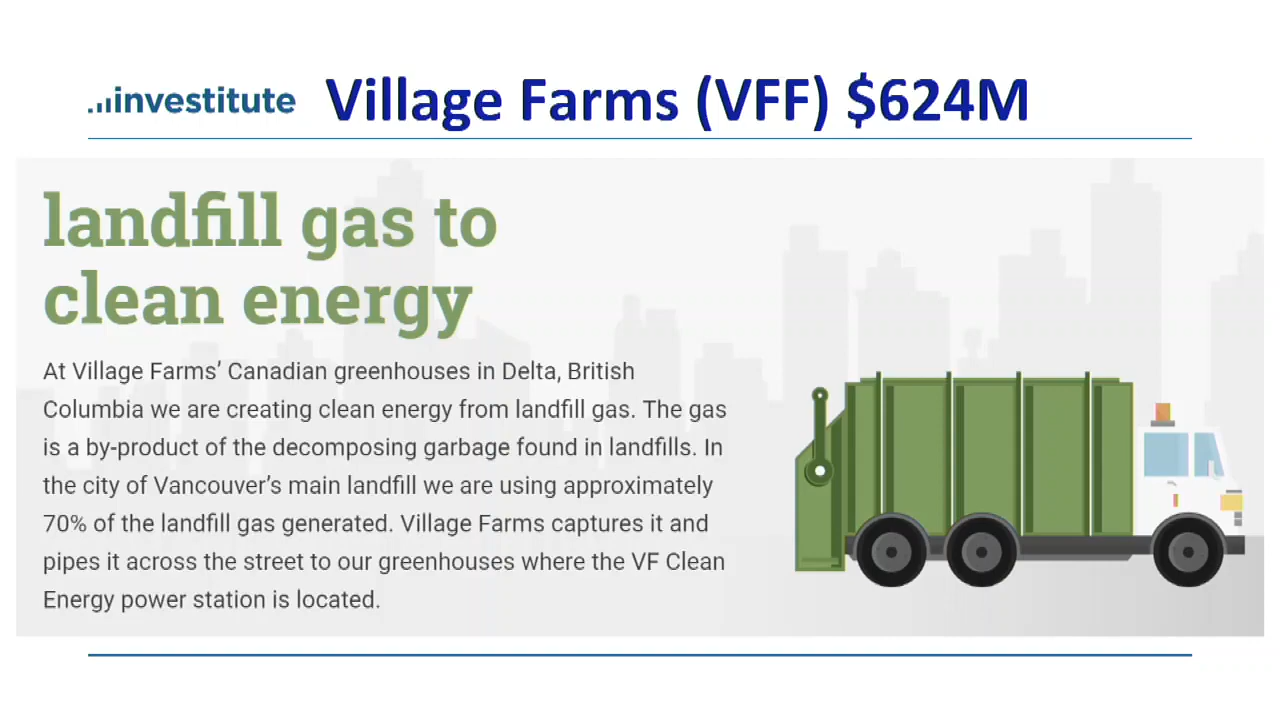 investitute Village Farms (VFF) $624M
landfill gas to
clean energy
At Village Farms’ Canadian greenhouses in Delta, British
Columbia we are creating clean energy from landfill gas. The gas
is a by-product of the decomposing garbage found in landfills. In
the city of Vancouver’s main landfill we are using approximately
70% of the landfill gas generated. Village Farms captures it and
pipes it across the street to our greenhouses where the VF Clean
Energy power station is located.